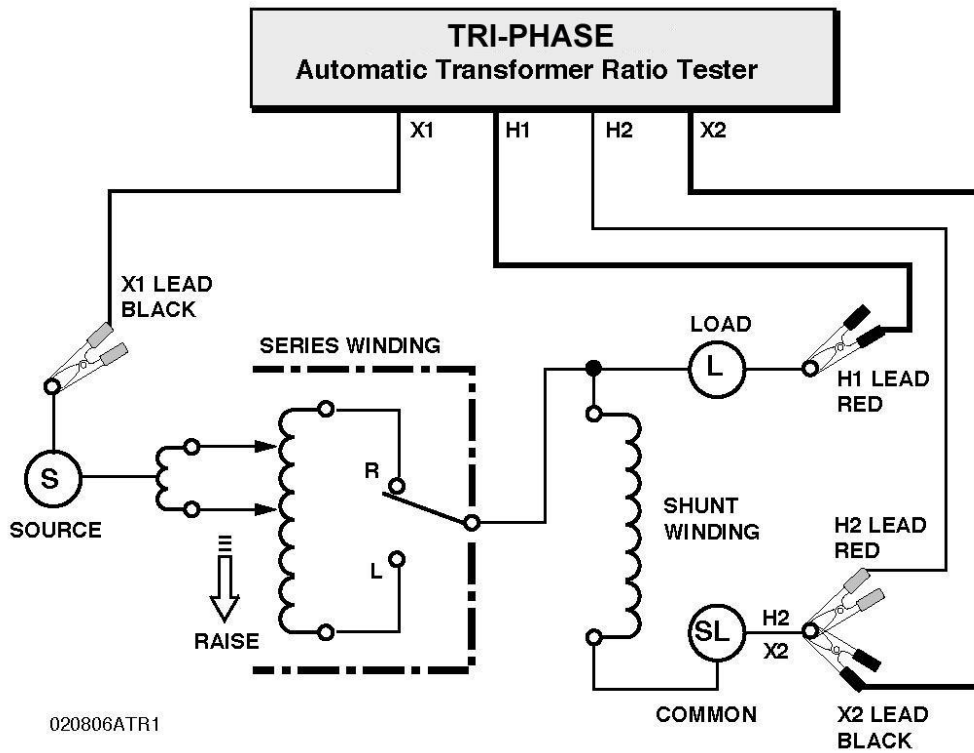 TRI-PHASE
Automatic Transformer Ratio Tester
X1
H1
H2
X2
X1 LEAD
BLACK
SERIES WINDING
LOAD
L
H1 LEAD
RED
S
SOURCE
R
L
RAISE
SHUNT
WINDING
H2 LEAD
RED
SL
H2
X2
COMMON
X2 LEAD
BLACK
020806ATR1